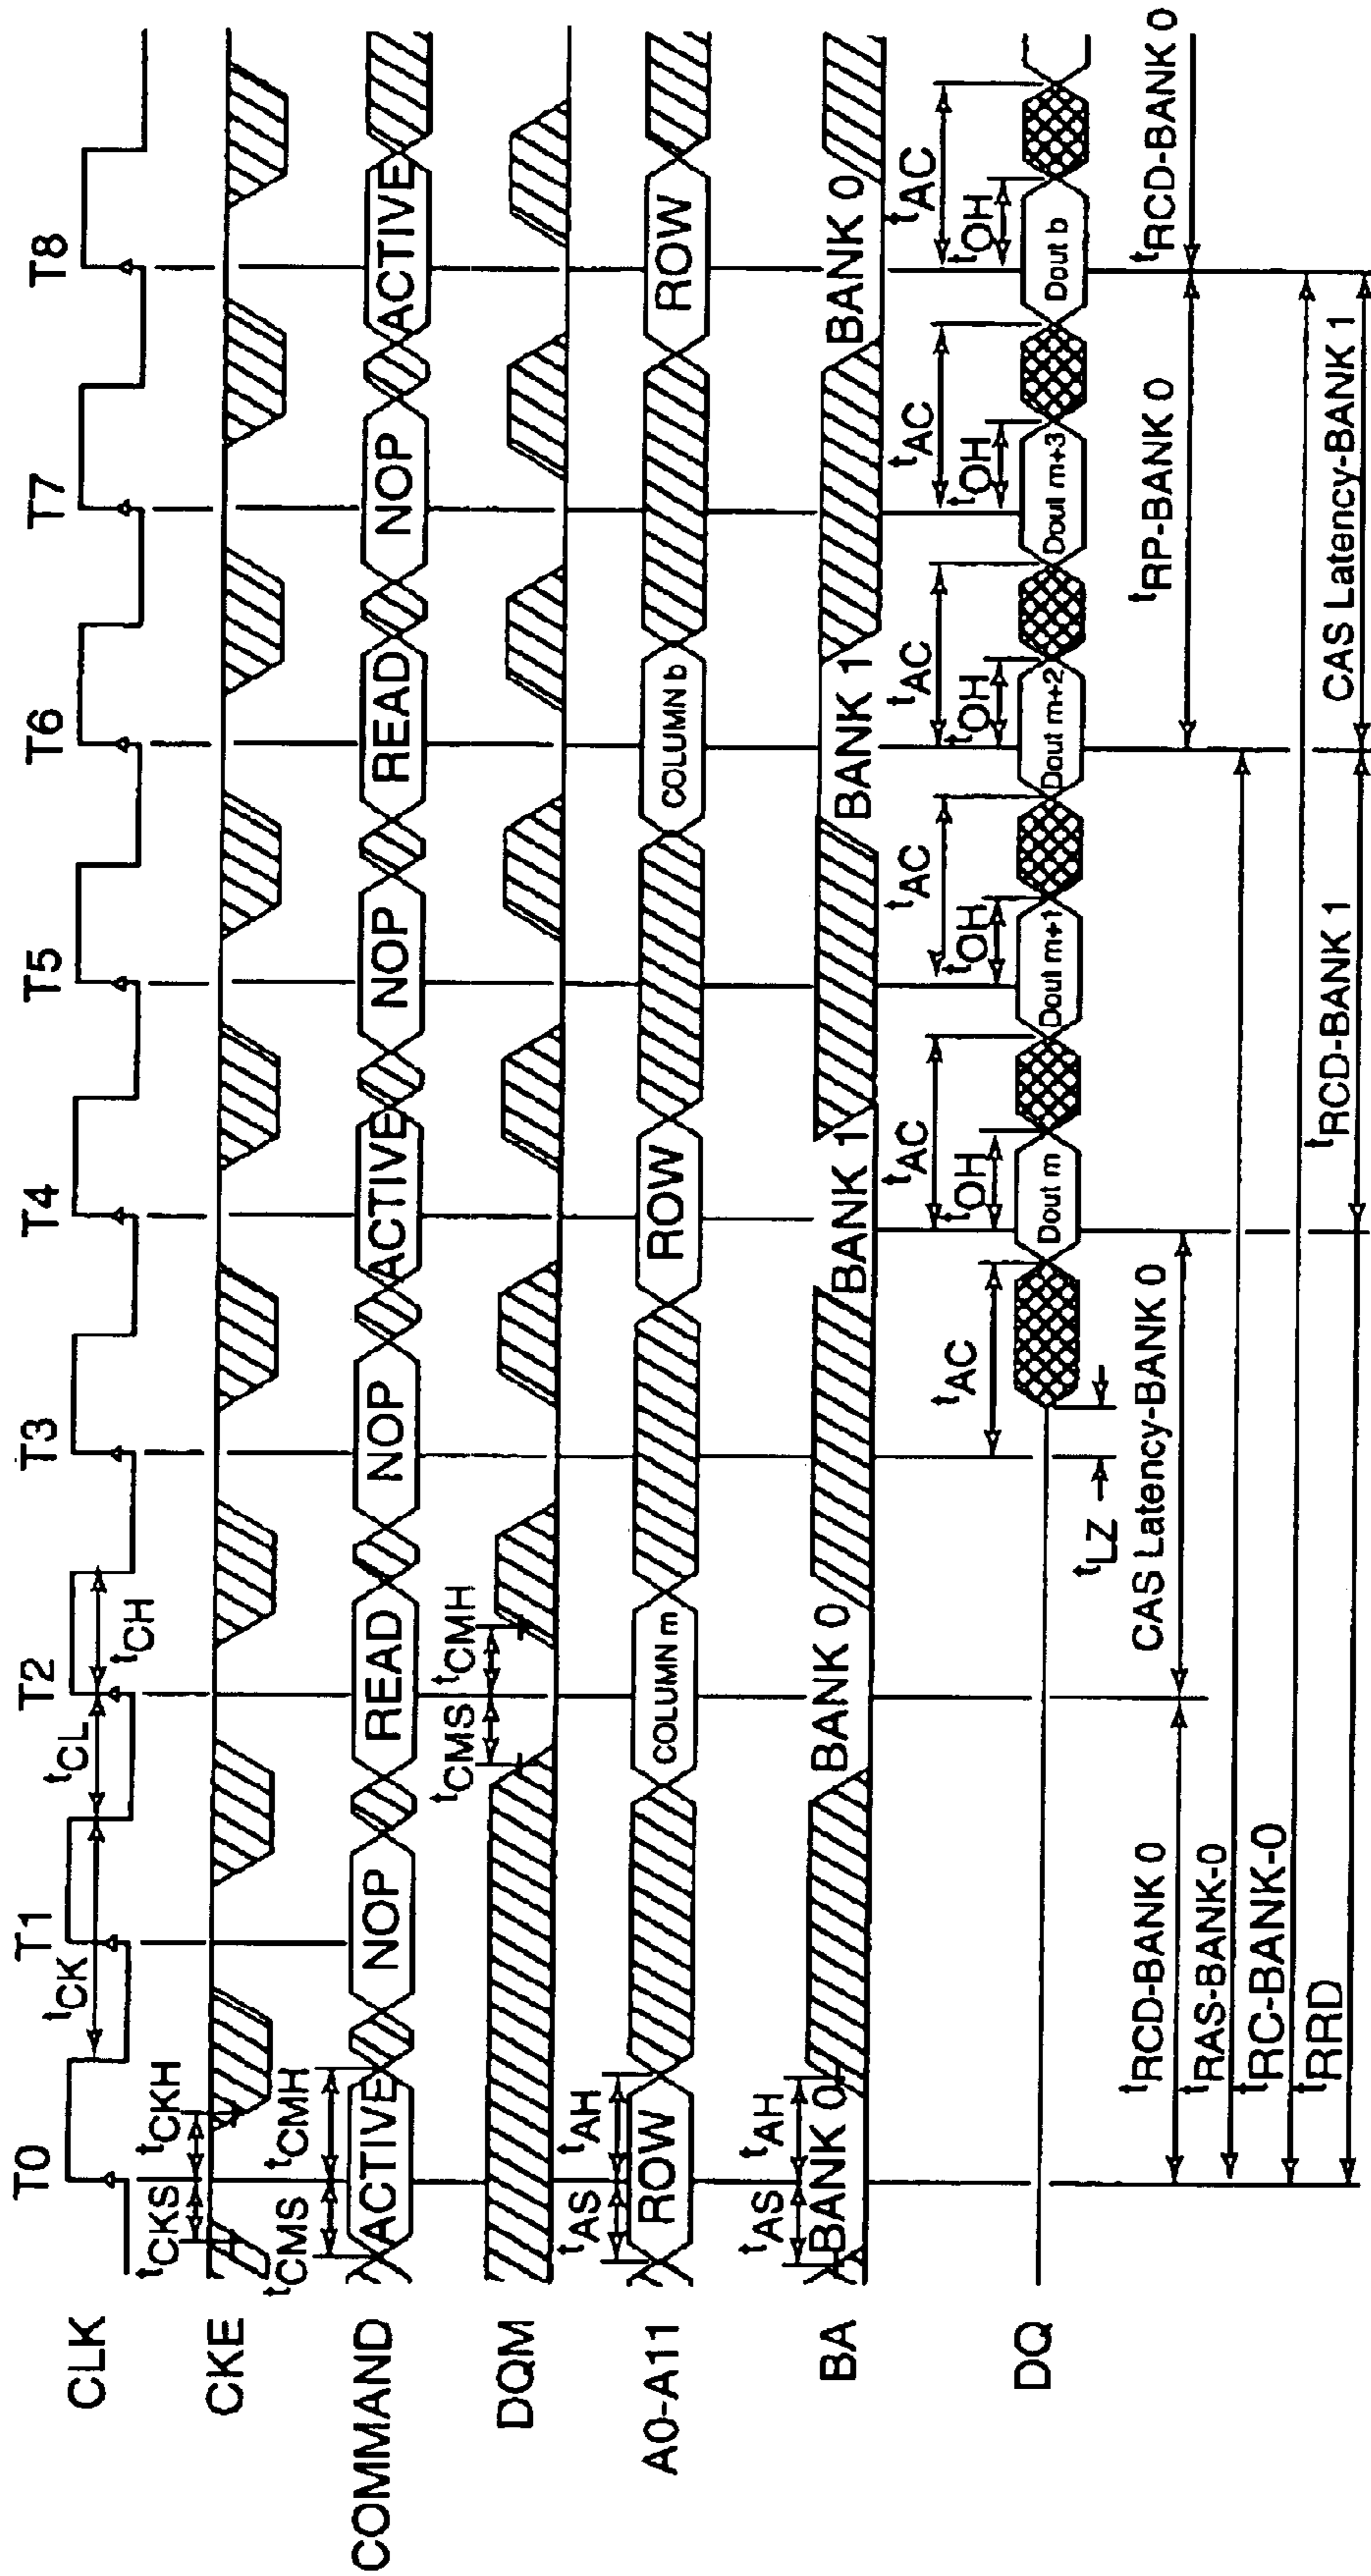 T0 T1 T2 T3 T4 T5 T6 T7 T8
CLK
tCK tCL tCH
CKE
tCKS tCKH
tCMS tCMH
COMMAND ACTIVE NOP READ NOP ACTIVE NOP READ NOP ACTIVE
tCMS tCMH
DQM
tAS tAH
A0-A11 ROW COLUMN m ROW COLUMN b ROW
tAS tAH
BA BANK 0 BANK 0 BANK 1 BANK 1 BANK 0
tAC tAC tAC tAC tAC tAC
tOH tOH tOH tOH tOH
DQ Dout m Dout m+1 Dout m+2 Dout m+3 Dout b
tLZ
tRCD-BANK 0 CAS Latency-BANK 0 tRP-BANK 0 tRCD-BANK 0
tRAS-BANK-0
tRC-BANK-0
tRRD tRCD-BANK 1 CAS Latency-BANK 1